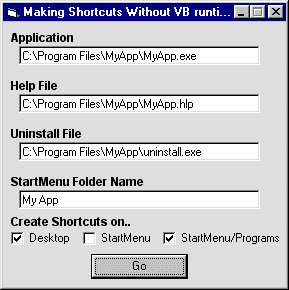 Making Shortcuts Without VB runti...
Application
C:\Program Files\MyApp\MyApp.exe
Help File
C:\Program Files\MyApp\MyApp.hlp
Uninstall File
C:\Program Files\MyApp\uninstall.exe
StartMenu Folder Name
My App
Create Shortcuts on..
Desktop StartMenu StartMenu/Programs
Go